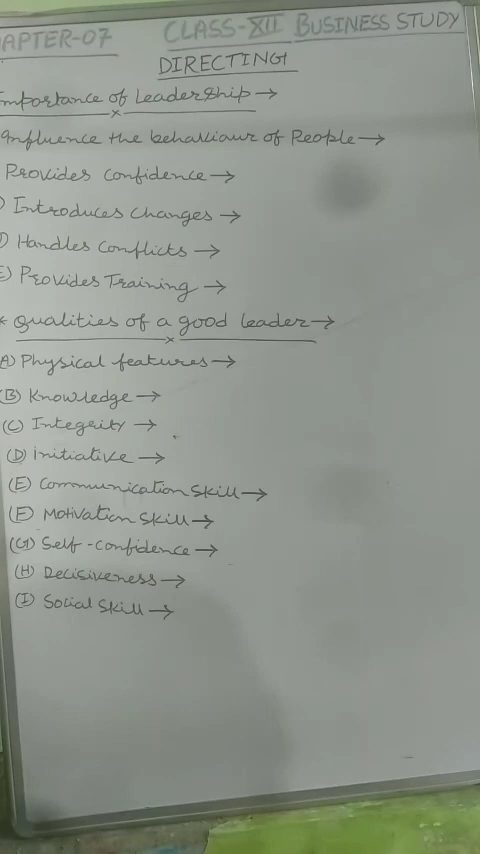 APTER-07 CLASS-XII BUSINESS STUDY
DIRECTING
Importance of Leadership →
Influence the behaviour of People →
Provides Confidence →
) Introduces Changes →
) Handles Conflicts →
E) Provides Training →
* Qualities of a good leader →
(A) Physical features →
(B) Knowledge →
(C) Integrity →
(D) initiative →
(E) Communication Skill →
(F) Motivation Skill →
(G) Self-confidence →
(H) Decisiveness →
(I) Social Skill →